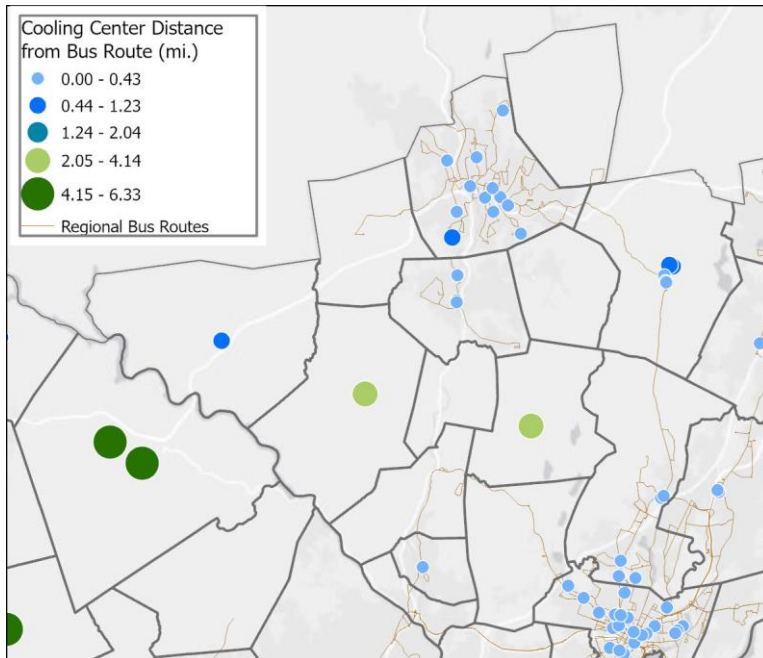 Cooling Center Distance
from Bus Route (mi.)
0.00 - 0.43
0.44 - 1.23
1.24 - 2.04
2.05 - 4.14
4.15 - 6.33
Regional Bus Routes